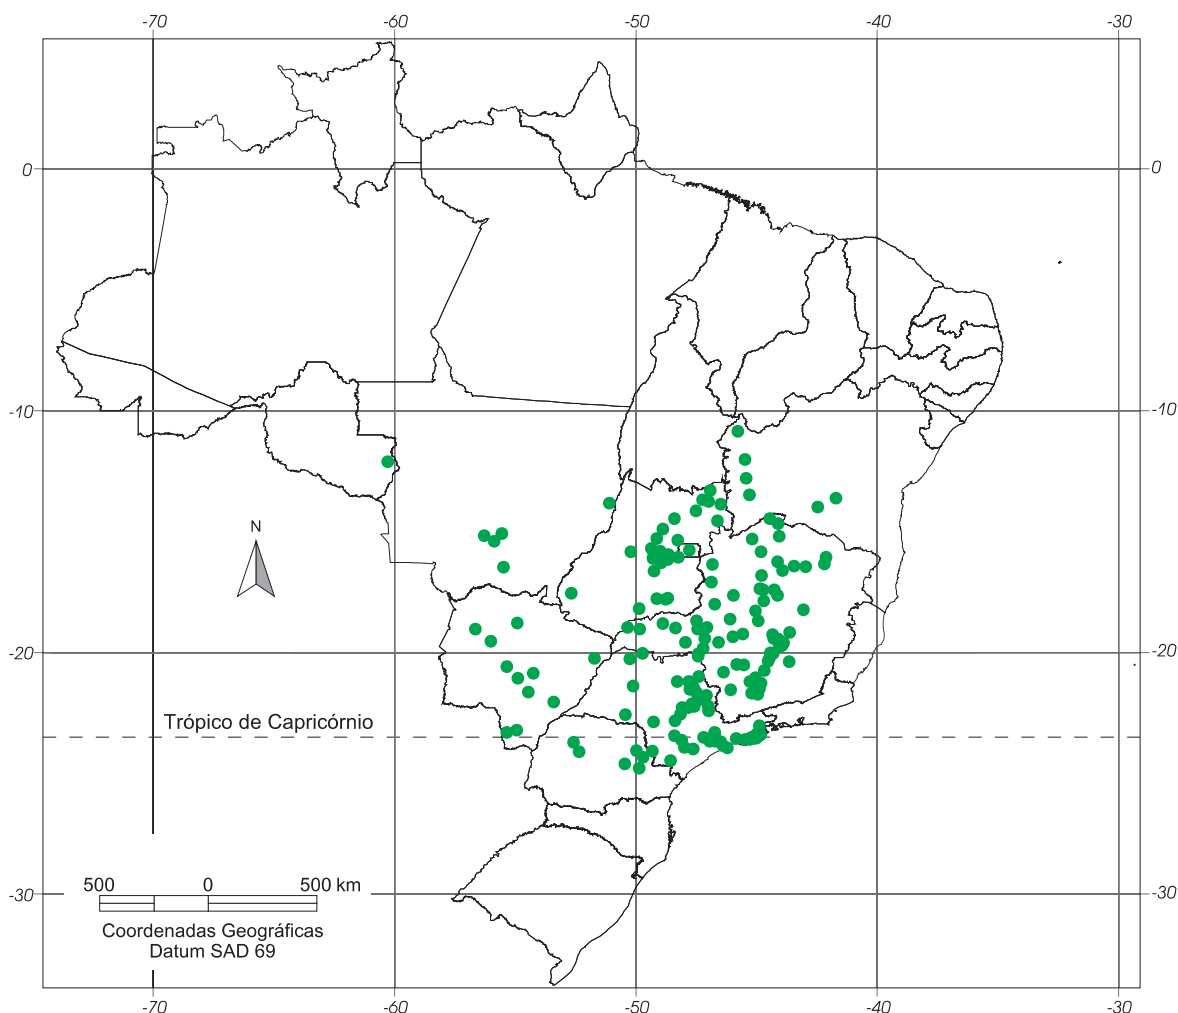 -70 -60 -50 -40 -30
0 0
-10 -10
N
-20 -20
Trópico de Capricórnio
500 0 500 km
-30 -30
Coordenadas Geográficas
Datum SAD 69
-70 -60 -50 -40 -30